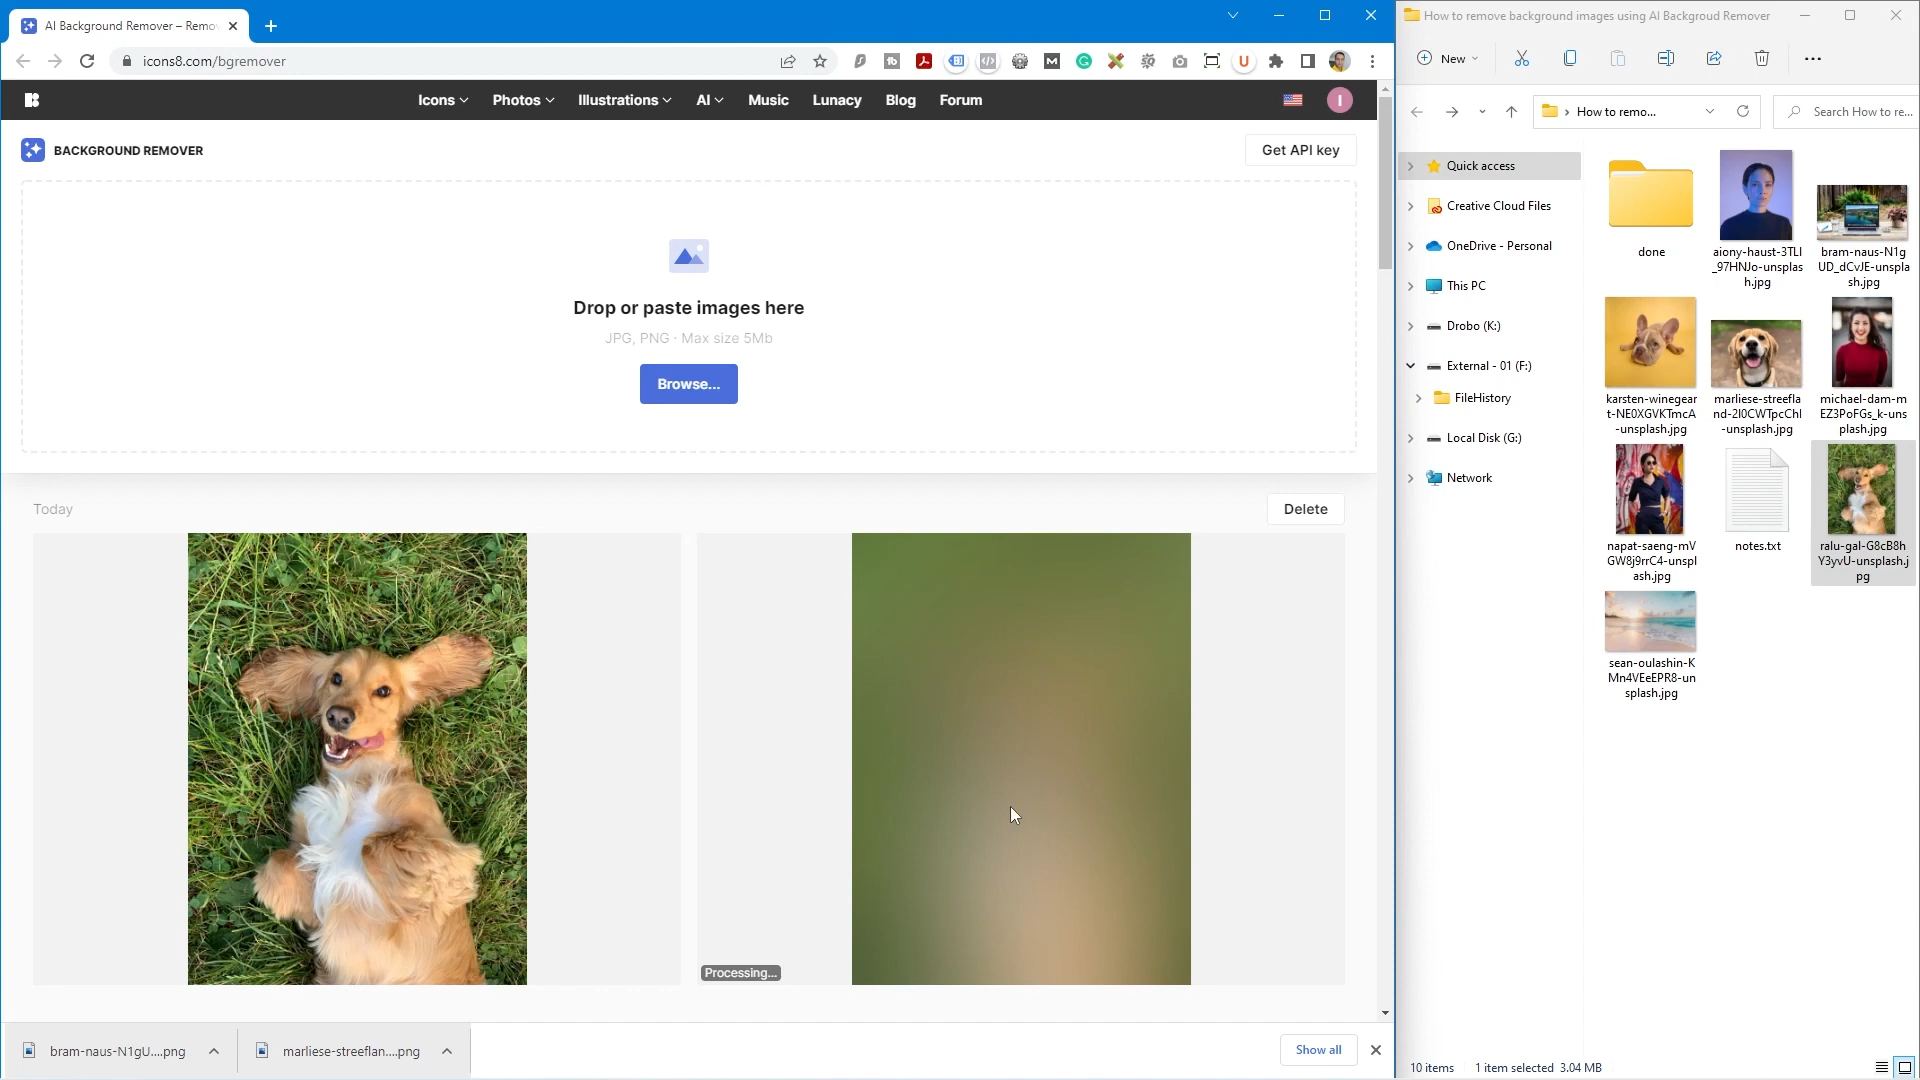 AI Background Remover – Remo
icons8.com/bgremover
Icons
Photos
Illustrations
AI
Music
Lunacy
Blog
Forum
I
BACKGROUND REMOVER
Get API key
Drop or paste images here
JPG, PNG · Max size 5Mb
Browse...
Today
Delete
Processing...
bram-naus-N1gU....png
marliese-streeflan....png
Show all
How to remove background images using AI Backgroud Remover
New
How to remo...
Search How to re...
Quick access
Creative Cloud Files
OneDrive - Personal
This PC
Drobo (K:)
External - 01 (F:)
FileHistory
Local Disk (G:)
Network
done
aiony-haust-3TLl
_97HNJo-unsplas
h.jpg
bram-naus-N1g
UD_dCvJE-unspla
sh.jpg
karsten-winegear
t-NE0XGVKTmcA
-unsplash.jpg
marliese-streefla
nd-2l0CWTpcChI
-unsplash.jpg
michael-dam-m
EZ3PoFGs_k-uns
plash.jpg
napat-saeng-mV
GW8j9rrC4-unspl
ash.jpg
notes.txt
ralu-gal-G8cB8h
Y3yvU-unsplash.j
pg
sean-oulashin-K
Mn4VEeEPR8-un
splash.jpg
10 items
1 item selected 3.04 MB